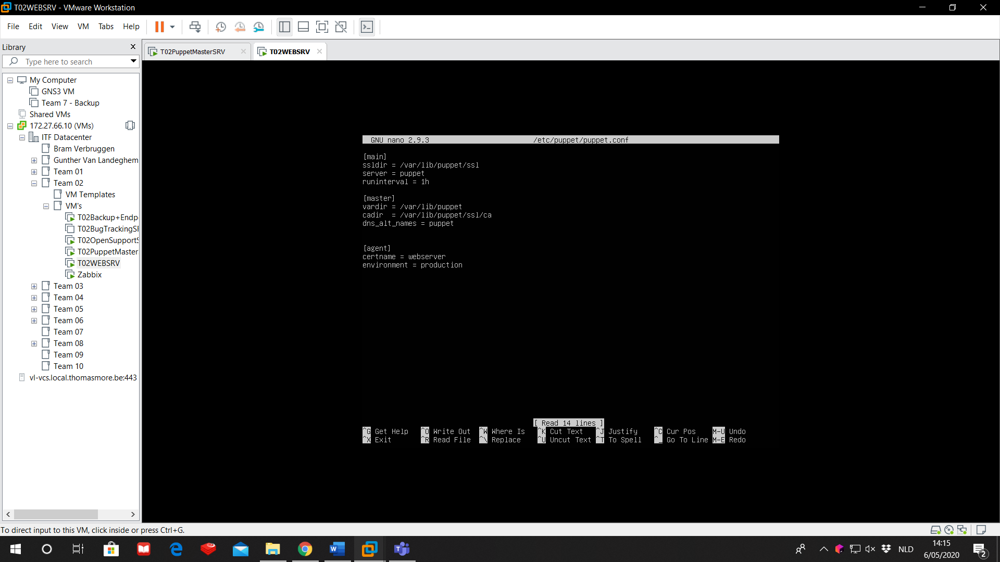 T02WEBSRV - VMware Workstation
File Edit View VM Tabs Help
Library
Type here to search
My Computer
GNS3 VM
Team 7 - Backup
Shared VMs
172.27.66.10 (VMs)
ITF Datacenter
Bram Verbruggen
Gunther Van Landeghem
Team 01
Team 02
VM Templates
VM's
T02Backup+Endp
T02BugTrackingSI
T02OpenSupportS
T02PuppetMaster
T02WEBSRV
Zabbix
Team 03
Team 04
Team 05
Team 06
Team 07
Team 08
Team 09
Team 10
vl-vcs.local.thomasmore.be:443
T02PuppetMasterSRV
T02WEBSRV
GNU nano 2.9.3 /etc/puppet/puppet.conf
[main]
ssldir = /var/lib/puppet/ssl
server = puppet
runinterval = 1h
[master]
vardir = /var/lib/puppet
cadir  = /var/lib/puppet/ssl/ca
dns_alt_names = puppet
[agent]
certname = webserver
environment = production
[ Read 14 lines ]
^G Get Help ^O Write Out ^W Where Is ^K Cut Text ^J Justify ^C Cur Pos M-U Undo
^X Exit ^R Read File ^\ Replace ^U Uncut Text ^T To Spell ^_ Go To Line M-E Redo
To direct input to this VM, click inside or press Ctrl+G.
NLD
14:15
6/05/2020
2